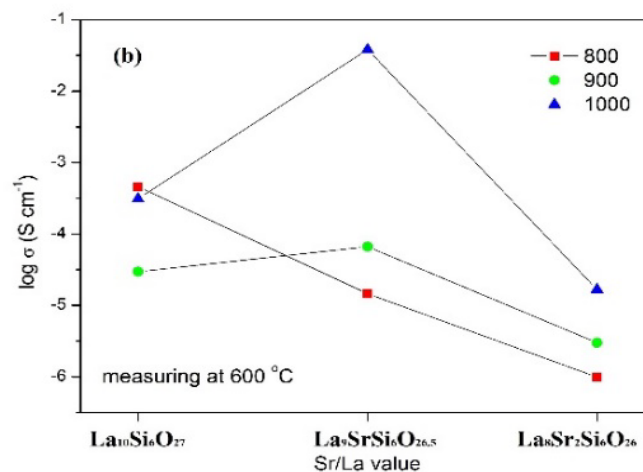 -1
(b)
800
900
1000
-2
-3
-4
-5
-6
log σ (S cm⁻¹)
measuring at 600 °C
La₁₀Si₆O₂₇
La₉SrSi₆O₂₆.₅
La₈Sr₂Si₆O₂₆
Sr/La value